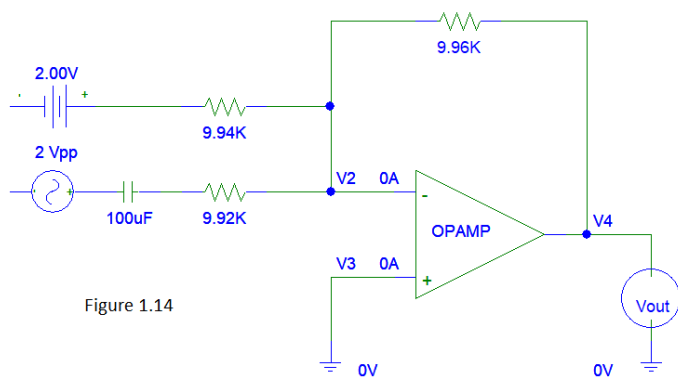 9.96K
2.00V
- +
9.94K
2 Vpp
- +
100uF
9.92K
V2 0A
-
OPAMP
V4
V3 0A
+
Vout
Figure 1.14
0V
0V